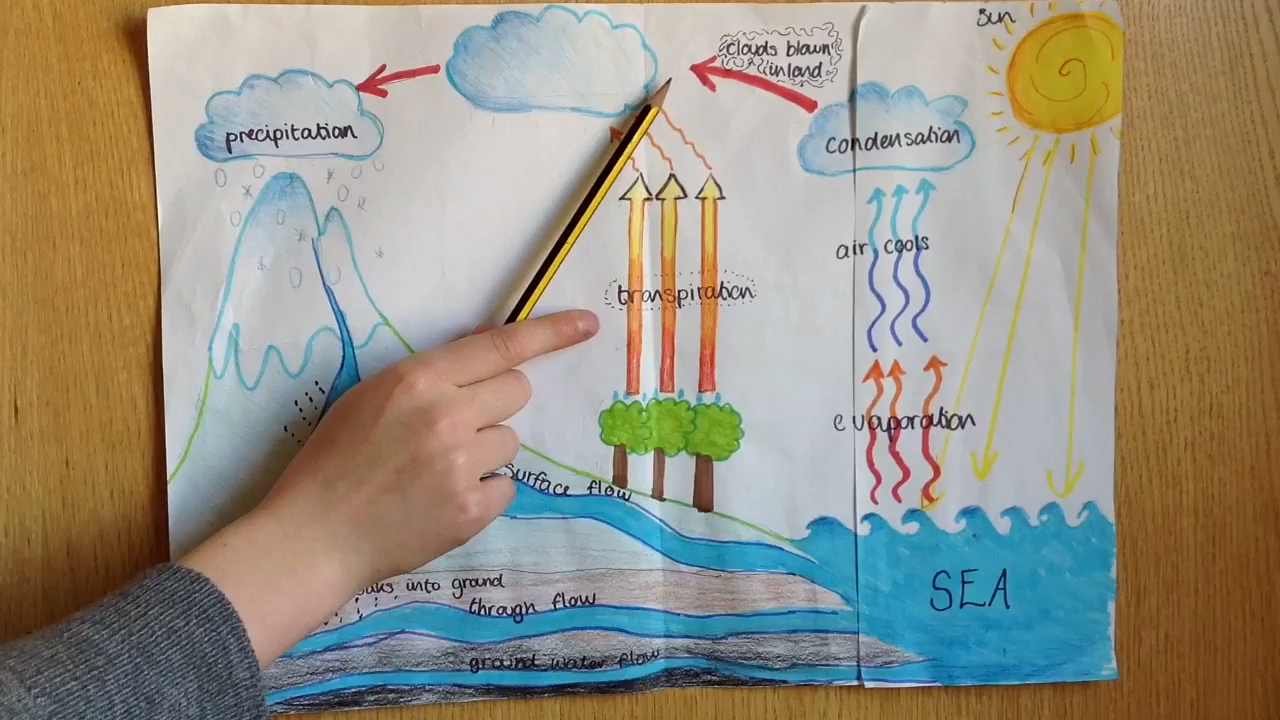 Sun
clouds blown
inland
precipitation
condensation
air cools
transpiration
evaporation
surface flow
into ground
through flow
ground water flow
SEA